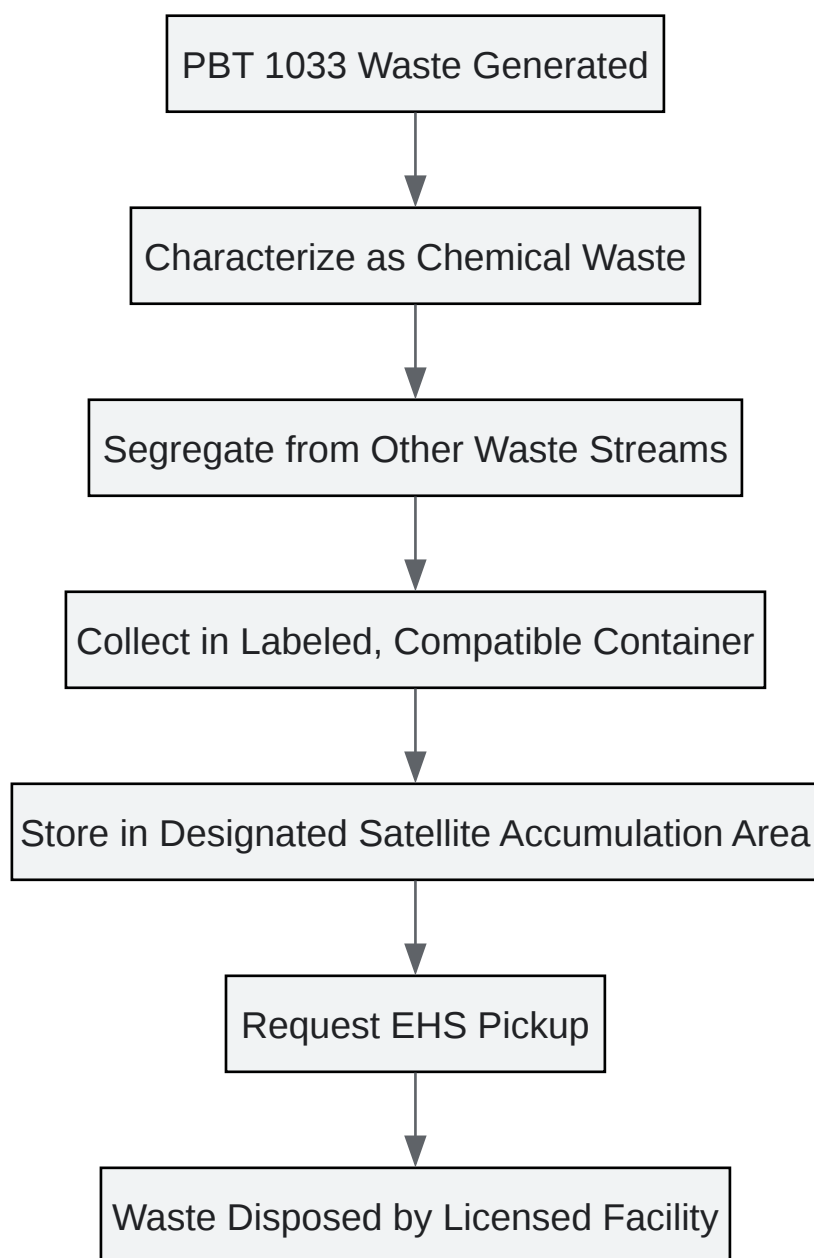 PBT 1033 Waste Generated
Characterize as Chemical Waste
Segregate from Other Waste Streams
Collect in Labeled, Compatible Container
Store in Designated Satellite Accumulation Area
Request EHS Pickup
Waste Disposed by Licensed Facility